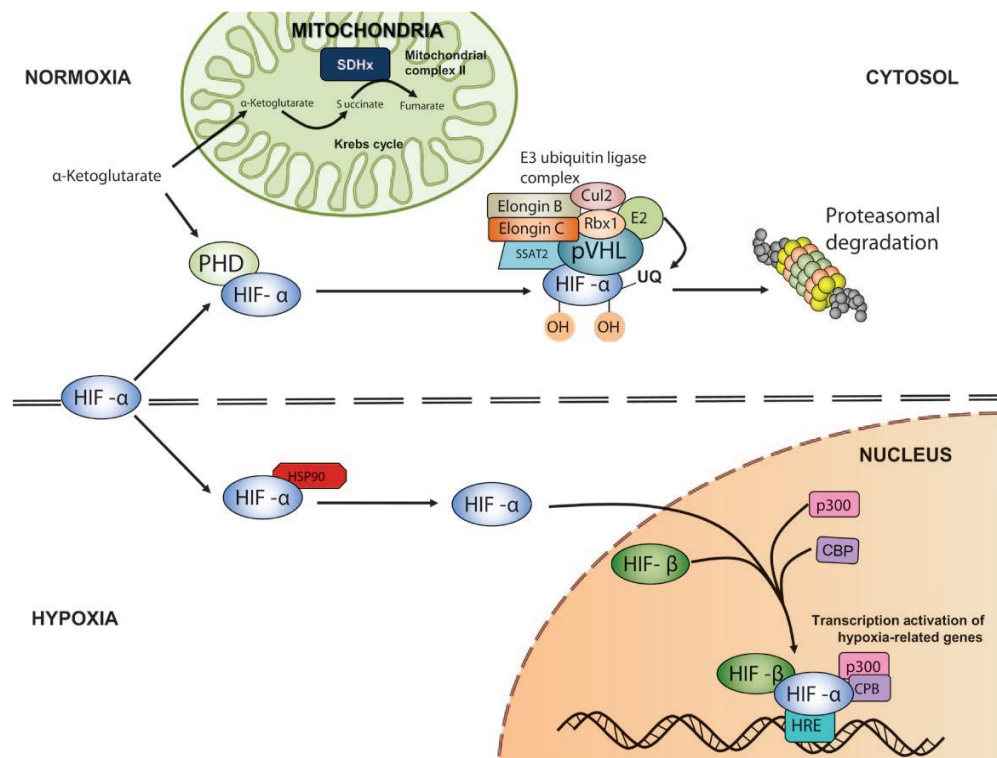 MITOCHONDRIA
SDHx
Mitochondrial
complex II
NORMOXIA
CYTOSOL
α-Ketoglutarate
Succinate
Fumarate
Krebs cycle
α-Ketoglutarate
E3 ubiquitin ligase
complex
Cul2
Elongin B
Rbx1
E2
Elongin C
SSAT2
pVHL
HIF -α
UQ
OH
OH
Proteasomal
degradation
PHD
HIF- α
HIF -α
HSP90
HIF -α
HIF -α
NUCLEUS
p300
CBP
HIF- β
HYPOXIA
Transcription activation of
hypoxia-related genes
HIF -β
HIF -α
p300
CPB
HRE